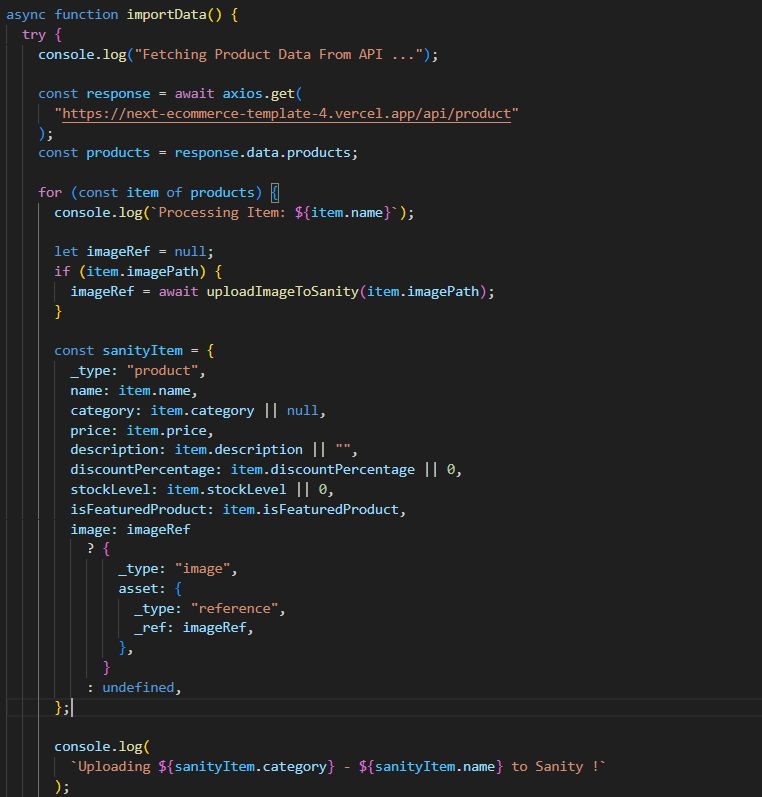 async function importData() {
try {
console.log("Fetching Product Data From API ...");
const response = await axios.get(
"https://next-ecommerce-template-4.vercel.app/api/product"
);
const products = response.data.products;
for (const item of products) {
console.log(`Processing Item: ${item.name}`);
let imageRef = null;
if (item.imagePath) {
imageRef = await uploadImageToSanity(item.imagePath);
}
const sanityItem = {
_type: "product",
name: item.name,
category: item.category || null,
price: item.price,
description: item.description || "",
discountPercentage: item.discountPercentage || 0,
stockLevel: item.stockLevel || 0,
isFeaturedProduct: item.isFeaturedProduct,
image: imageRef
? {
_type: "image",
asset: {
_type: "reference",
_ref: imageRef,
},
}
: undefined,
};
console.log(
`Uploading ${sanityItem.category} - ${sanityItem.name} to Sanity !`
);